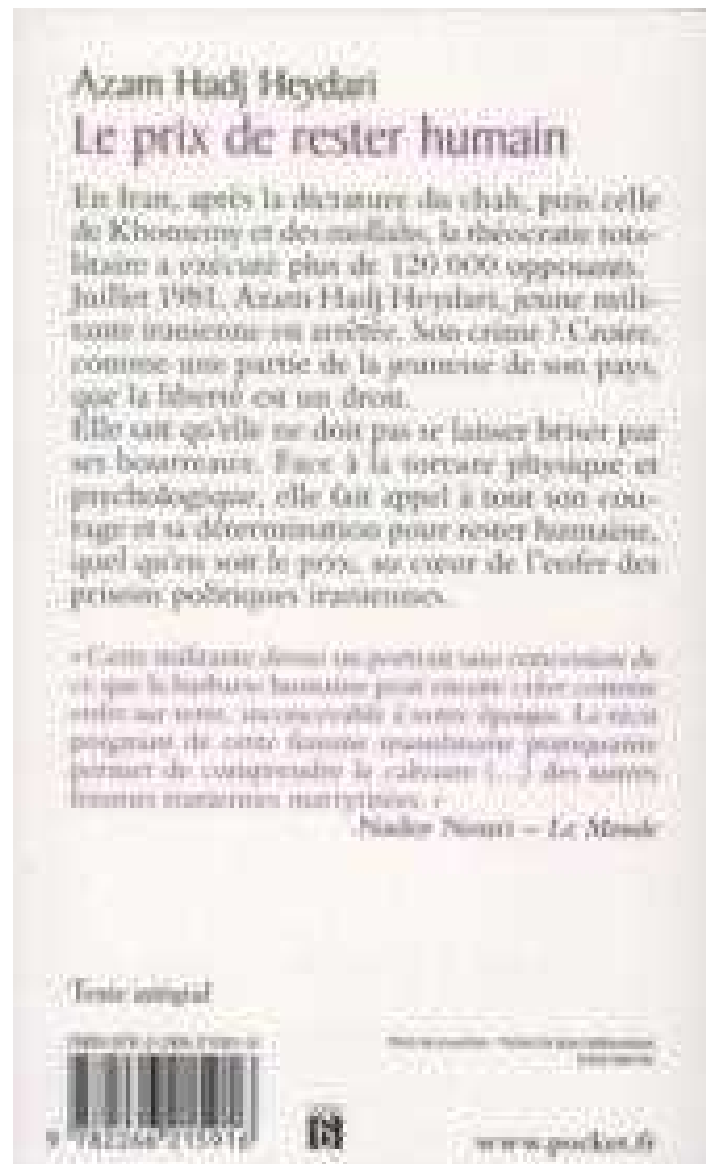 Azam Hadj Heydari
Le prix de rester humain
En Iran, après la dictature du chah, puis celle
de Khomeiny et des mollahs, la théocratie tota-
litaire a exécuté plus de 120 000 opposants.
Juillet 1981, Azam Hadj Heydari, jeune mili-
tante iranienne est arrêtée. Son crime ? Croire,
comme une partie de la jeunesse de son pays,
que la liberté est un droit.
Elle sait qu'elle ne doit pas se laisser briser par
ses bourreaux. Face à la torture physique et
psychologique, elle fait appel à tout son cou-
rage et sa détermination pour rester humaine,
quel qu'en soit le prix, au cœur de l'enfer des
prisons politiques iraniennes.
« Cette militante donne un portrait sans concession de
ce que la barbarie humaine peut encore créer comme
enfer sur terre, inconcevable à notre époque. Le récit
poignant de cette femme musulmane pratiquante
permet de comprendre le calvaire [...] des autres
femmes iraniennes martyrisées. »
Nader Nouri – Le Monde
Texte intégral
9 782266 215916
www.pocket.fr